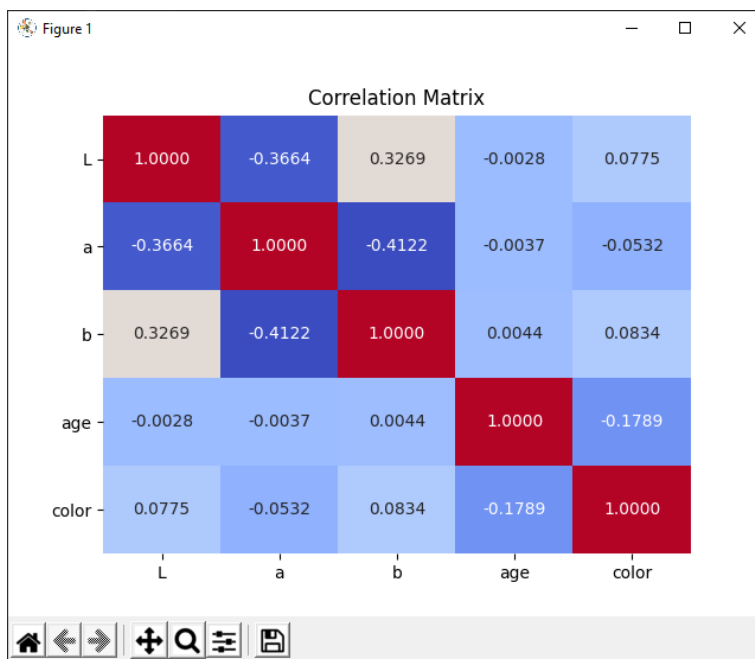 Figure 1
Correlation Matrix
L 1.0000 -0.3664 0.3269 -0.0028 0.0775
a -0.3664 1.0000 -0.4122 -0.0037 -0.0532
b 0.3269 -0.4122 1.0000 0.0044 0.0834
age -0.0028 -0.0037 0.0044 1.0000 -0.1789
color 0.0775 -0.0532 0.0834 -0.1789 1.0000
L a b age color